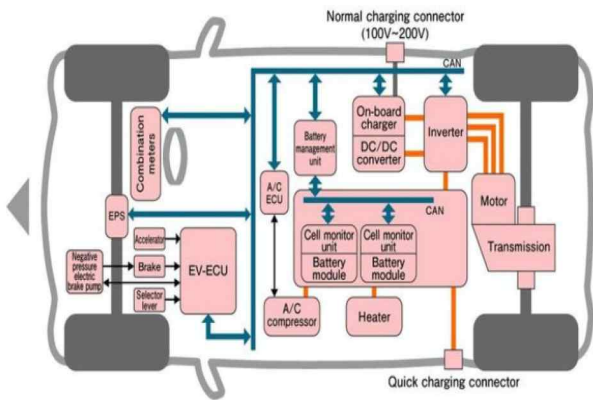 Normal charging connector
(100V~200V)
CAN
Combination
meters
On-board
charger
DC/DC
converter
Inverter
Battery
management
unit
A/C
ECU
CAN
Motor
EPS
Cell monitor
unit
Battery
module
Cell monitor
unit
Battery
module
Transmission
Accelerator
Negative
pressure
electric
brake pump
Brake
EV-ECU
Selector
lever
A/C
compressor
Heater
Quick charging connector